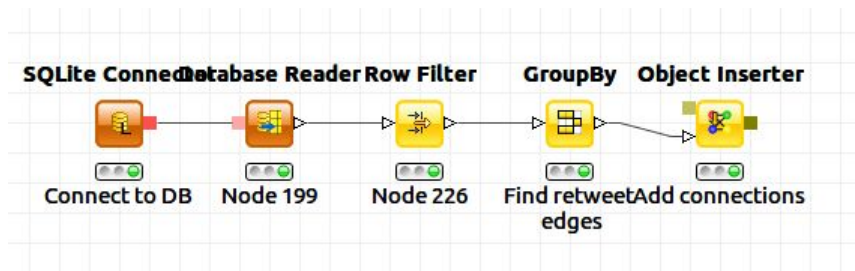 SQLite Connector Database Reader Row Filter GroupBy Object Inserter
Connect to DB Node 199 Node 226 Find retweet Add connections
edges